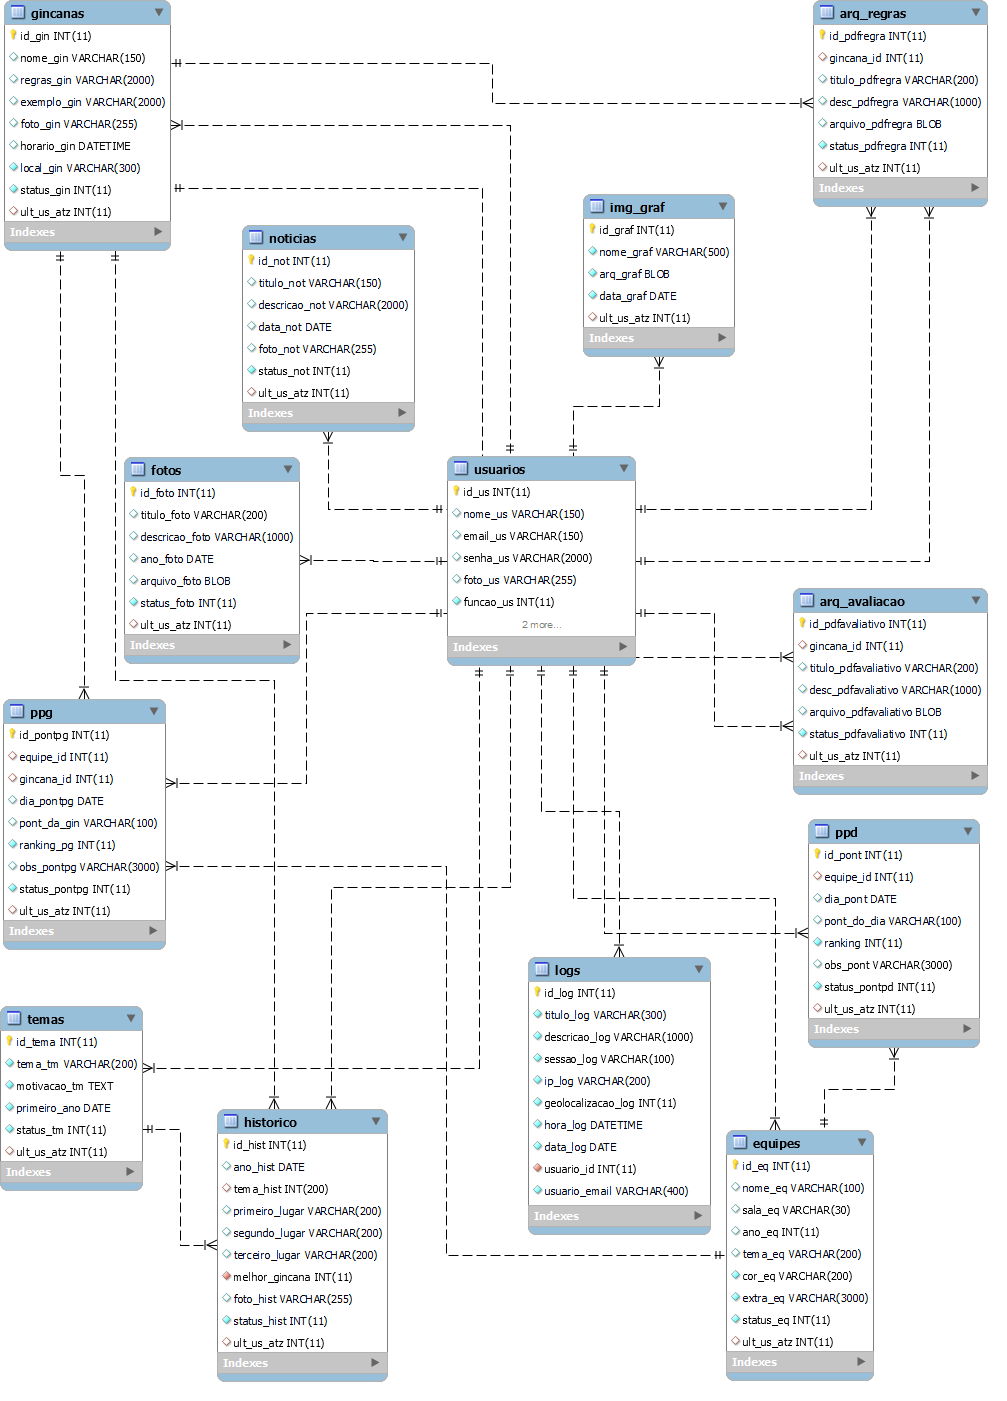 gincanas
id_gin INT(11)
nome_gin VARCHAR(150)
regras_gin VARCHAR(2000)
exemplo_gin VARCHAR(2000)
foto_gin VARCHAR(255)
horario_gin DATETIME
local_gin VARCHAR(300)
status_gin INT(11)
ult_us_atz INT(11)
Indexes
arq_regras
id_pdfregra INT(11)
gincana_id INT(11)
titulo_pdfregra VARCHAR(200)
desc_pdfregra VARCHAR(1000)
arquivo_pdfregra BLOB
status_pdfregra INT(11)
ult_us_atz INT(11)
Indexes
img_graf
id_graf INT(11)
nome_graf VARCHAR(500)
arq_graf BLOB
data_graf DATE
ult_us_atz INT(11)
Indexes
noticias
id_not INT(11)
titulo_not VARCHAR(150)
descricao_not VARCHAR(2000)
data_not DATE
foto_not VARCHAR(255)
status_not INT(11)
ult_us_atz INT(11)
Indexes
fotos
id_foto INT(11)
titulo_foto VARCHAR(200)
descricao_foto VARCHAR(1000)
ano_foto DATE
arquivo_foto BLOB
status_foto INT(11)
ult_us_atz INT(11)
Indexes
usuarios
id_us INT(11)
nome_us VARCHAR(150)
email_us VARCHAR(150)
senha_us VARCHAR(2000)
foto_us VARCHAR(255)
funcao_us INT(11)
2 more...
Indexes
arq_avaliacao
id_pdfavaliativo INT(11)
gincana_id INT(11)
titulo_pdfavaliativo VARCHAR(200)
desc_pdfavaliativo VARCHAR(1000)
arquivo_pdfavaliativo BLOB
status_pdfavaliativo INT(11)
ult_us_atz INT(11)
Indexes
ppg
id_pontpg INT(11)
equipe_id INT(11)
gincana_id INT(11)
dia_pontpg DATE
pont_da_gin VARCHAR(100)
ranking_pg INT(11)
obs_pontpg VARCHAR(3000)
status_pontpg INT(11)
ult_us_atz INT(11)
Indexes
ppd
id_pont INT(11)
equipe_id INT(11)
dia_pont DATE
pont_do_dia VARCHAR(100)
ranking INT(11)
obs_pont VARCHAR(3000)
status_pontpd INT(11)
ult_us_atz INT(11)
Indexes
logs
id_log INT(11)
titulo_log VARCHAR(300)
descricao_log VARCHAR(1000)
sessao_log VARCHAR(100)
ip_log VARCHAR(200)
geolocalizacao_log INT(11)
hora_log DATETIME
data_log DATE
usuario_id INT(11)
usuario_email VARCHAR(400)
Indexes
temas
id_tema INT(11)
tema_tm VARCHAR(200)
motivacao_tm TEXT
primeiro_ano DATE
status_tm INT(11)
ult_us_atz INT(11)
Indexes
historico
id_hist INT(11)
ano_hist DATE
tema_hist INT(200)
primeiro_lugar VARCHAR(200)
segundo_lugar VARCHAR(200)
terceiro_lugar VARCHAR(200)
melhor_gincana INT(11)
foto_hist VARCHAR(255)
status_hist INT(11)
ult_us_atz INT(11)
Indexes
equipes
id_eq INT(11)
nome_eq VARCHAR(100)
sala_eq VARCHAR(30)
ano_eq INT(11)
tema_eq VARCHAR(200)
cor_eq VARCHAR(200)
extra_eq VARCHAR(3000)
status_eq INT(11)
ult_us_atz INT(11)
Indexes